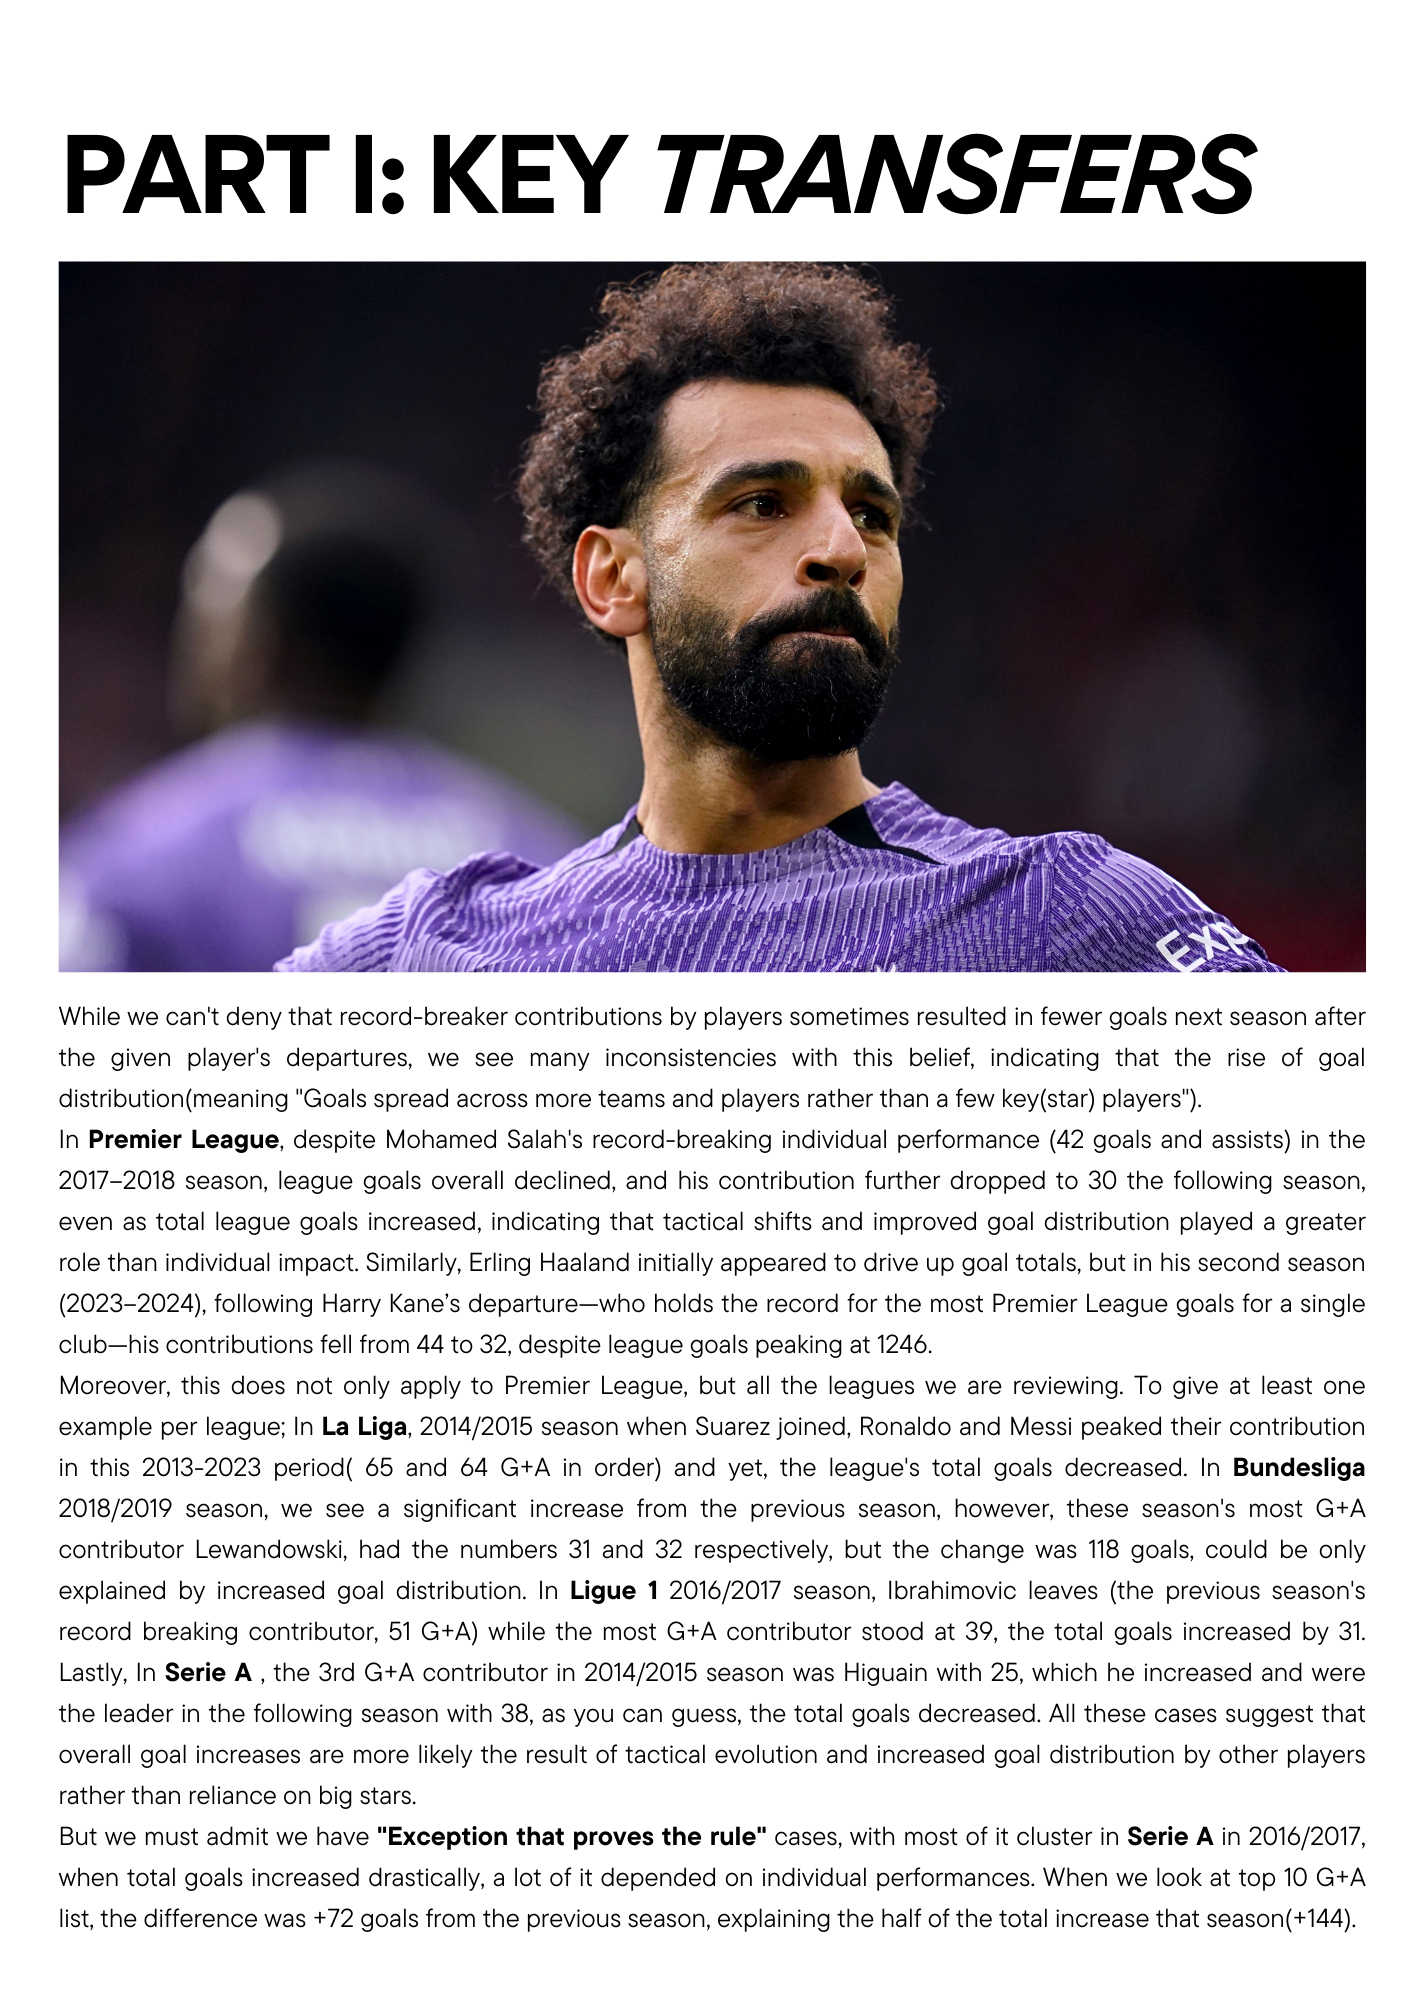 PART I: KEY TRANSFERS
Exp
While we can't deny that record-breaker contributions by players sometimes resulted in fewer goals next season after
the given player's departures, we see many inconsistencies with this belief, indicating that the rise of goal
distribution(meaning "Goals spread across more teams and players rather than a few key(star) players").
In Premier League, despite Mohamed Salah's record-breaking individual performance (42 goals and assists) in the
2017–2018 season, league goals overall declined, and his contribution further dropped to 30 the following season,
even as total league goals increased, indicating that tactical shifts and improved goal distribution played a greater
role than individual impact. Similarly, Erling Haaland initially appeared to drive up goal totals, but in his second season
(2023–2024), following Harry Kane’s departure—who holds the record for the most Premier League goals for a single
club—his contributions fell from 44 to 32, despite league goals peaking at 1246.
Moreover, this does not only apply to Premier League, but all the leagues we are reviewing. To give at least one
example per league; In La Liga, 2014/2015 season when Suarez joined, Ronaldo and Messi peaked their contribution
in this 2013-2023 period( 65 and 64 G+A in order) and yet, the league's total goals decreased. In Bundesliga
2018/2019 season, we see a significant increase from the previous season, however, these season's most G+A
contributor Lewandowski, had the numbers 31 and 32 respectively, but the change was 118 goals, could be only
explained by increased goal distribution. In Ligue 1 2016/2017 season, Ibrahimovic leaves (the previous season's
record breaking contributor, 51 G+A) while the most G+A contributor stood at 39, the total goals increased by 31.
Lastly, In Serie A , the 3rd G+A contributor in 2014/2015 season was Higuain with 25, which he increased and were
the leader in the following season with 38, as you can guess, the total goals decreased. All these cases suggest that
overall goal increases are more likely the result of tactical evolution and increased goal distribution by other players
rather than reliance on big stars.
But we must admit we have "Exception that proves the rule" cases, with most of it cluster in Serie A in 2016/2017,
when total goals increased drastically, a lot of it depended on individual performances. When we look at top 10 G+A
list, the difference was +72 goals from the previous season, explaining the half of the total increase that season(+144).